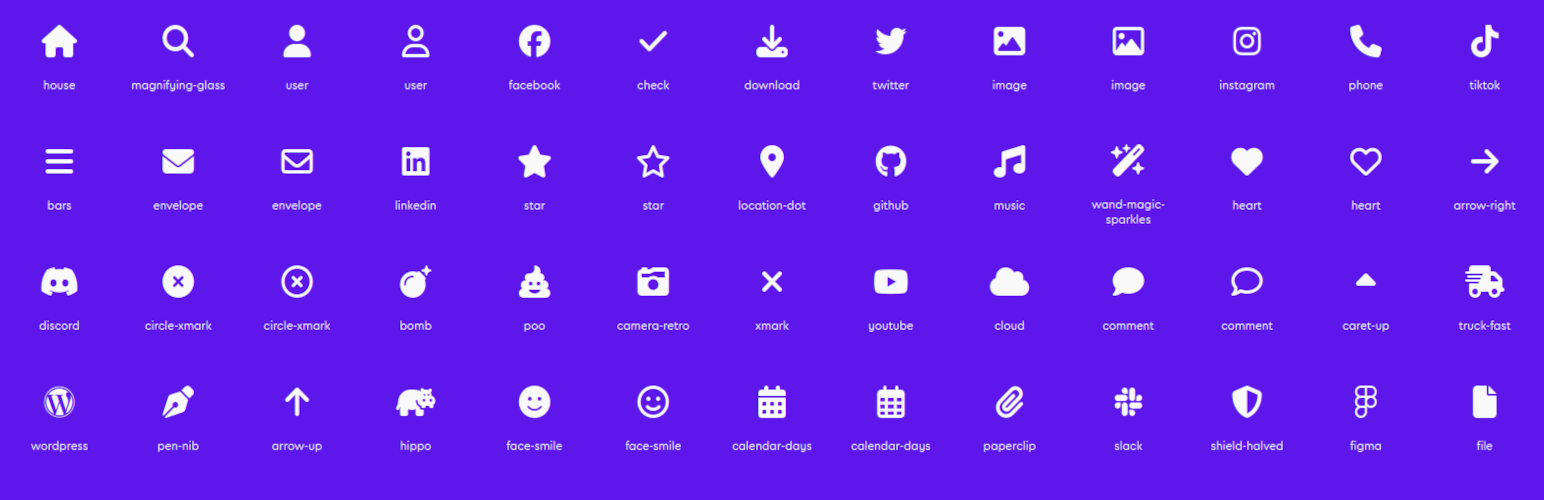 house magnifying-glass user user facebook check download twitter image image instagram phone tiktok
bars envelope envelope linkedin star star location-dot github music wand-magic- heart heart arrow-right
sparkles
discord circle-xmark circle-xmark bomb poo camera-retro xmark youtube cloud comment comment caret-up truck-fast
wordpress pen-nib arrow-up hippo face-smile face-smile calendar-days calendar-days paperclip slack shield-halved figma file